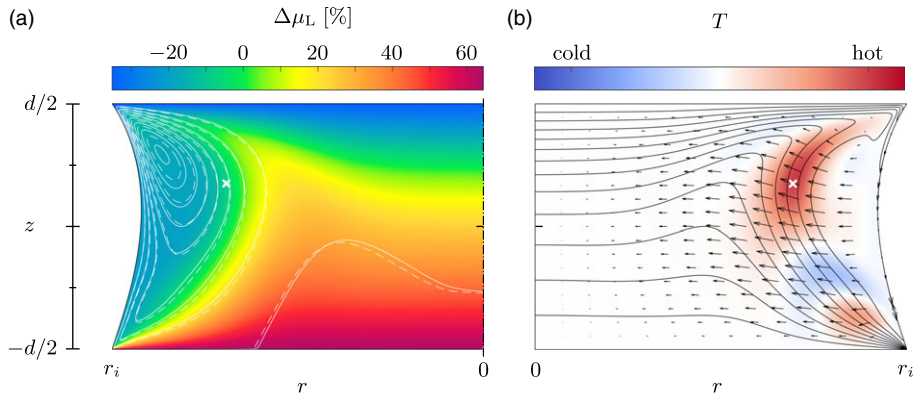 (a)
Δμ_L [%]
−20 0 20 40 60
d/2
z
−d/2
r_i r 0
(b)
T
cold hot
0 r r_i